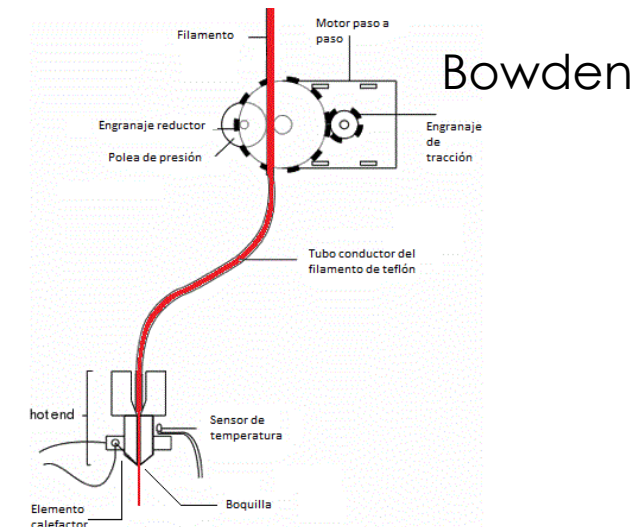 Filamento
Motor paso a
paso
Bowden
Engranaje reductor
Polea de presión
Engranaje
de
tracción
Tubo conductor del
filamento de teflón
hot end
Sensor de
temperatura
Elemento
calefactor
Boquilla